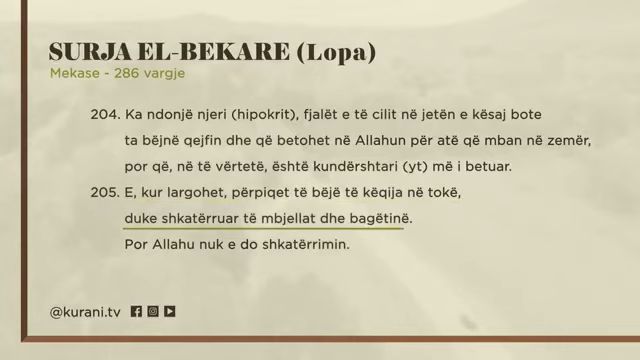 SURJA EL-BEKARE (Lopa)
Mekase - 286 vargje
204. Ka ndonjë njeri (hipokrit), fjalët e të cilit në jetën e kësaj bote
ta bëjnë qejfin dhe që betohet në Allahun për atë që mban në zemër,
por që, në të vërtetë, është kundërshtari (yt) më i betuar.
205. E, kur largohet, përpiqet të bëjë të këqija në tokë,
duke shkatërruar të mbjellat dhe bagëtinë.
Por Allahu nuk e do shkatërrimin.
@kurani.tv